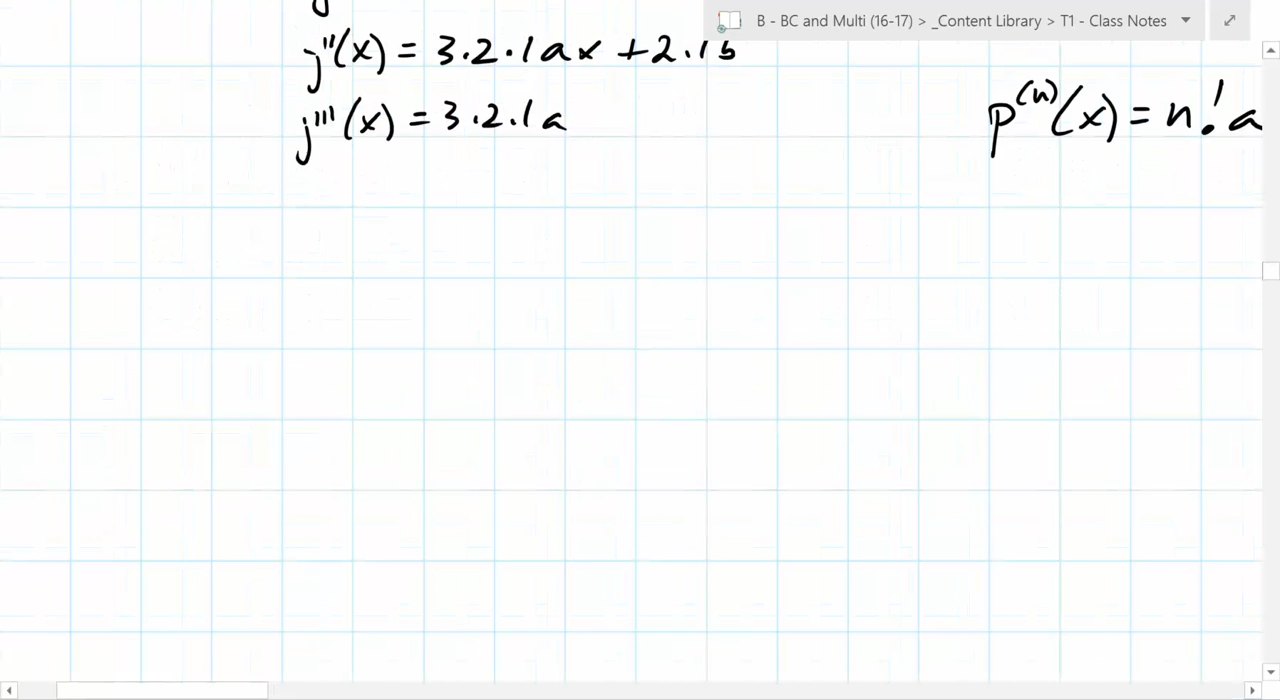 B - BC and Multi (16-17) > _Content Library > T1 - Class Notes
j''(x) = 3.2.1ax + 2.1b
j'''(x) = 3.2.1a
p^(n)(x) = n! a